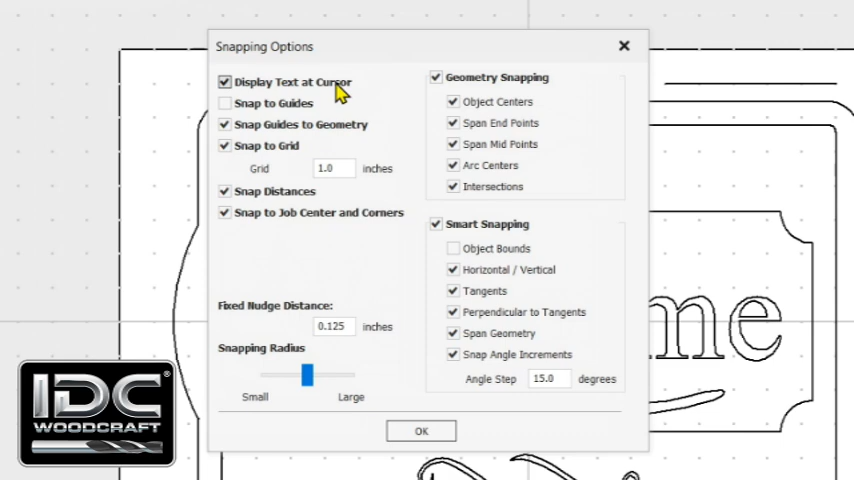 Snapping Options
Display Text at Cursor
Snap to Guides
Snap Guides to Geometry
Snap to Grid
Grid 1.0 inches
Snap Distances
Snap to Job Center and Corners
Fixed Nudge Distance:
0.125 inches
Snapping Radius
Small Large
Geometry Snapping
Object Centers
Span End Points
Span Mid Points
Arc Centers
Intersections
Smart Snapping
Object Bounds
Horizontal / Vertical
Tangents
Perpendicular to Tangents
Span Geometry
Snap Angle Increments
Angle Step 15.0 degrees
OK
me
IDC
WOODCRAFT